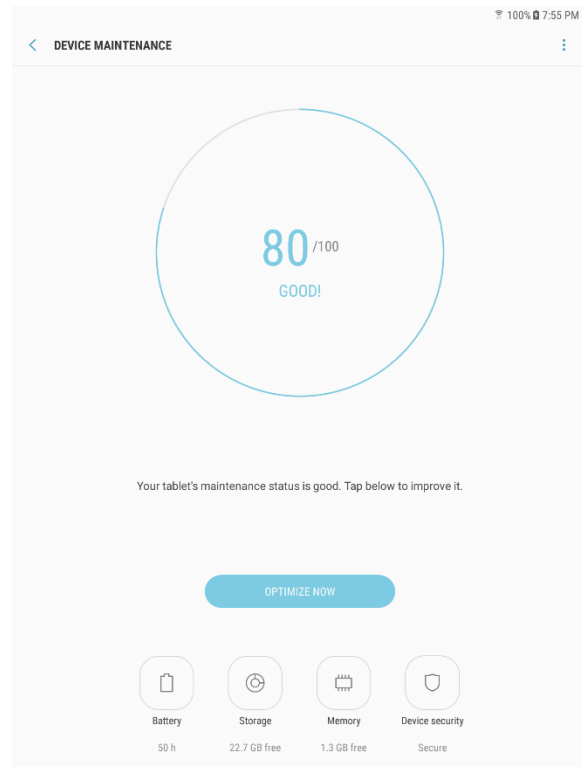 100% 7:55 PM
DEVICE MAINTENANCE
80 /100
GOOD!
Your tablet's maintenance status is good. Tap below to improve it.
OPTIMIZE NOW
Battery Storage Memory Device security
50 h 22.7 GB free 1.3 GB free Secure